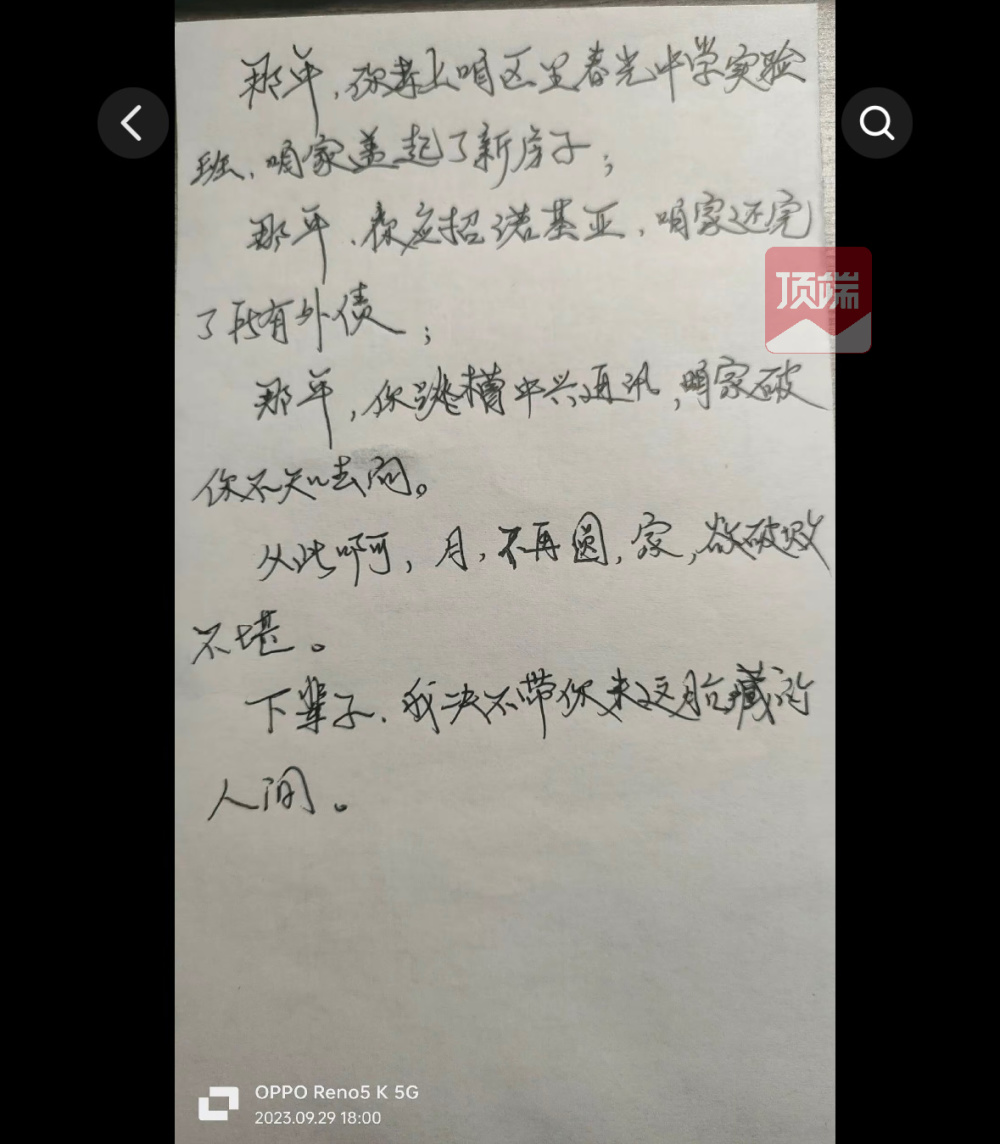 那年，你考上咱区里春光中学实验
班，咱家盖起了新房子；
那年，你应招诺基亚，咱家还完
了所有外债；
那年，你跳槽中兴通讯，咱家破
你不知去向。
从此啊，月，不再圆，家，欲破败
不堪。
下辈子，我决不带你来这肮藏的
人间。
顶端
OPPO Reno5 K 5G
2023.09.29 18:00